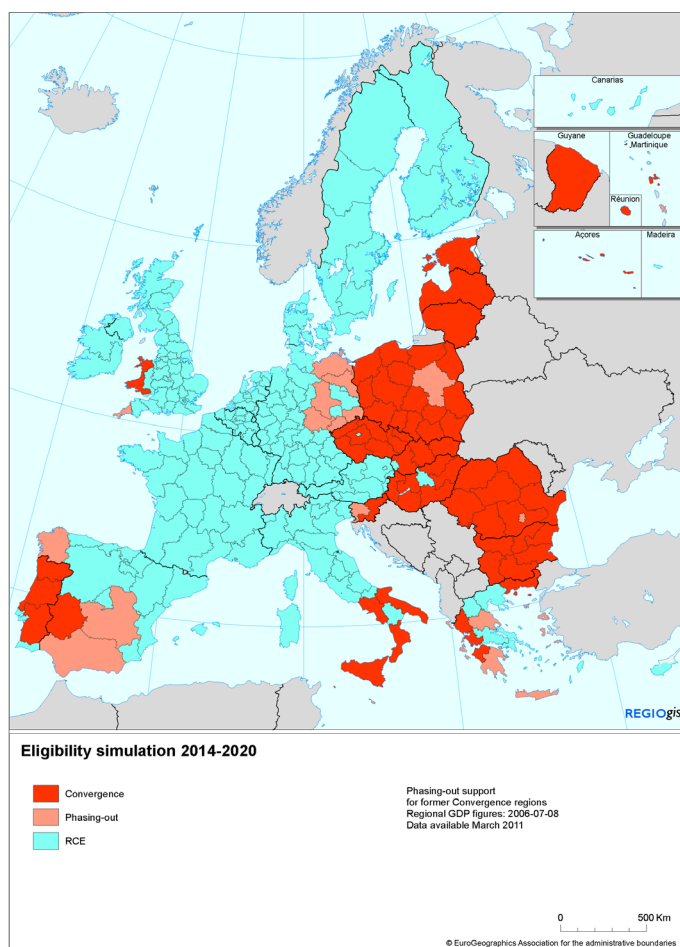 Canarias
Guyane
Guadeloupe
Martinique
Réunion
Açores
Madeira
REGIOgis
Eligibility simulation 2014-2020
Convergence
Phasing-out
RCE
Phasing-out support
for former Convergence regions
Regional GDP figures: 2006-07-08
Data available March 2011
0 500 Km
© EuroGeographics Association for the administrative boundaries